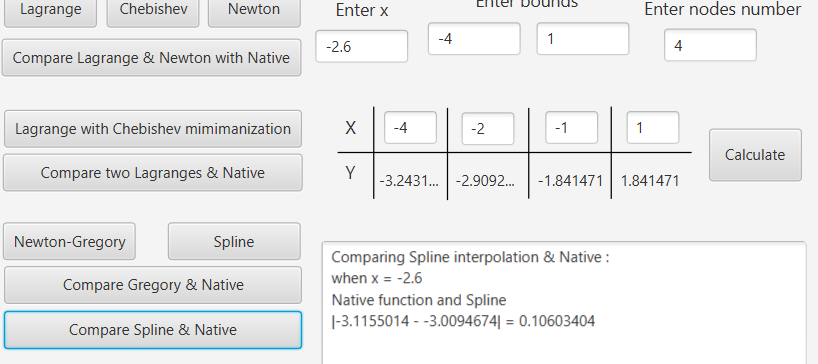 Lagrange Chebishev Newton Enter x Enter bounds Enter nodes number
-2.6 -4 1 4
Compare Lagrange & Newton with Native
Lagrange with Chebishev mimimanization X -4 -2 -1 1
Calculate
Compare two Lagranges & Native Y -3.2431... -2.9092... -1.841471 1.841471
Newton-Gregory Spline
Comparing Spline interpolation & Native :
when x = -2.6
Compare Gregory & Native
Native function and Spline
|-3.1155014 - -3.0094674| = 0.10603404
Compare Spline & Native